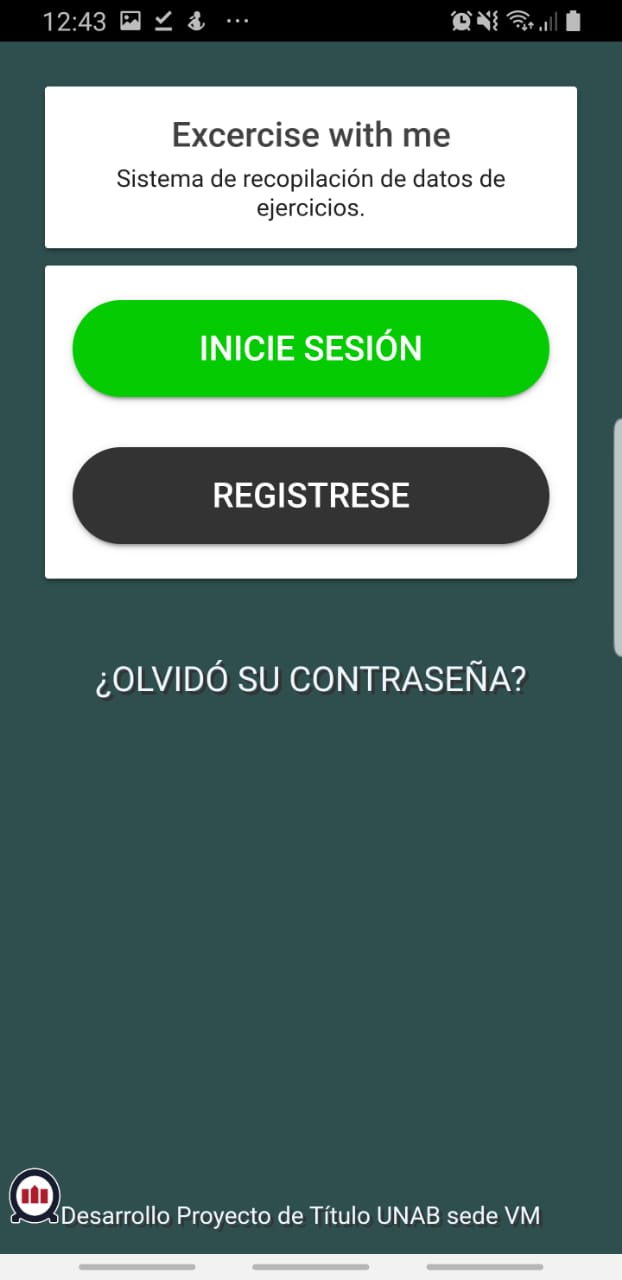 12:43
Excercise with me
Sistema de recopilación de datos de
ejercicios.
INICIE SESIÓN
REGISTRESE
¿OLVIDÓ SU CONTRASEÑA?
Desarrollo Proyecto de Título UNAB sede VM